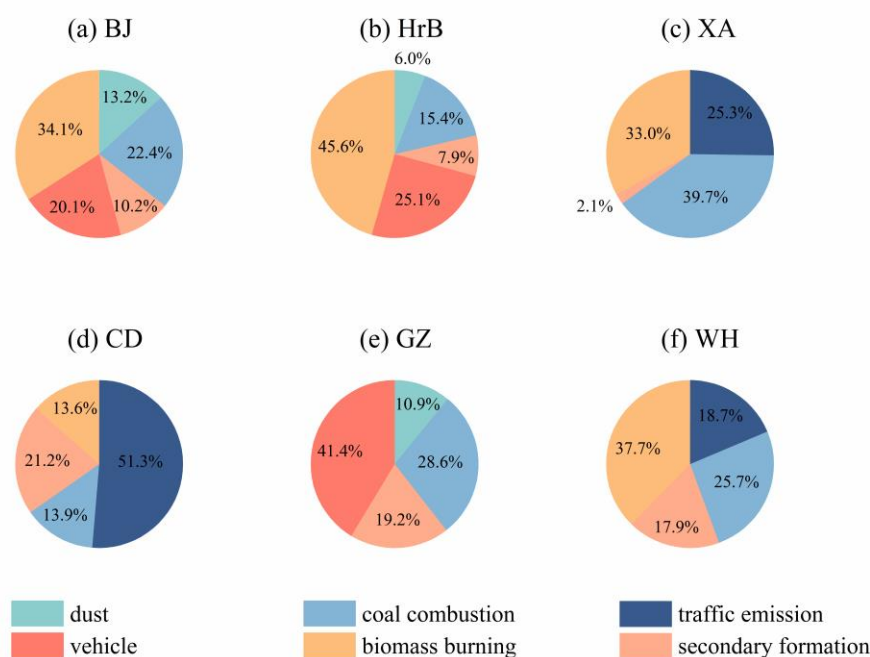 (a) BJ
(b) HrB
(c) XA
6.0%
13.2%
15.4%
25.3%
34.1%
33.0%
22.4%
45.6%
7.9%
39.7%
20.1%
10.2%
25.1%
2.1%
(d) CD
(e) GZ
(f) WH
13.6%
10.9%
18.7%
21.2%
51.3%
41.4%
28.6%
37.7%
25.7%
13.9%
19.2%
17.9%
dust
coal combustion
traffic emission
vehicle
biomass burning
secondary formation